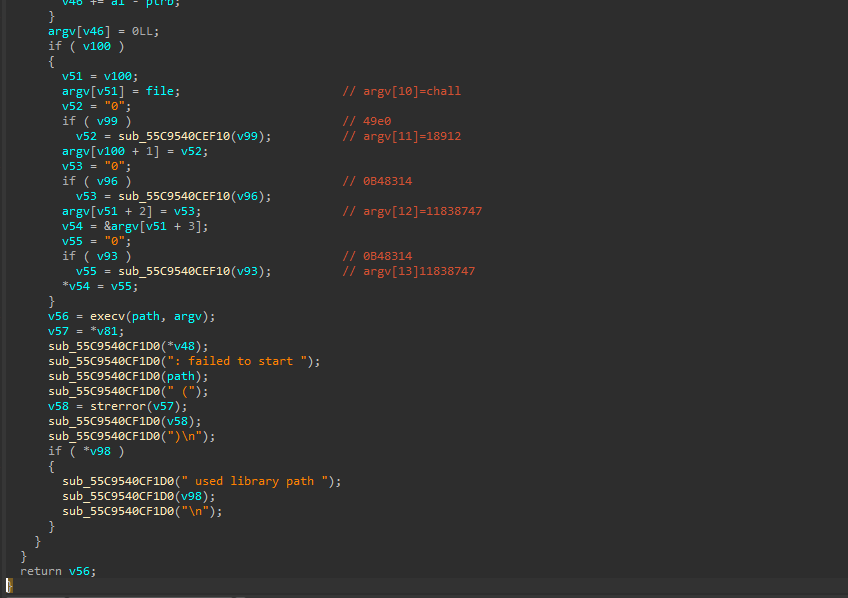 v46 += a1 - ptrb;
}
argv[v46] = 0LL;
if ( v100 )
{
v51 = v100;
argv[v51] = file; // argv[10]=chall
v52 = "0";
if ( v99 ) // 49e0
v52 = sub_55C9540CEF10(v99); // argv[11]=18912
argv[v100 + 1] = v52;
v53 = "0";
if ( v96 ) // 0B48314
v53 = sub_55C9540CEF10(v96);
argv[v51 + 2] = v53; // argv[12]=11838747
v54 = &argv[v51 + 3];
v55 = "0";
if ( v93 ) // 0B48314
v55 = sub_55C9540CEF10(v93); // argv[13]11838747
*v54 = v55;
}
v56 = execv(path, argv);
v57 = *v81;
sub_55C9540CF1D0(*v48);
sub_55C9540CF1D0(": failed to start ");
sub_55C9540CF1D0(path);
sub_55C9540CF1D0(" (");
v58 = strerror(v57);
sub_55C9540CF1D0(v58);
sub_55C9540CF1D0(")\n");
if ( *v98 )
{
sub_55C9540CF1D0(" used library path ");
sub_55C9540CF1D0(v98);
sub_55C9540CF1D0("\n");
}
}
}
return v56;
}